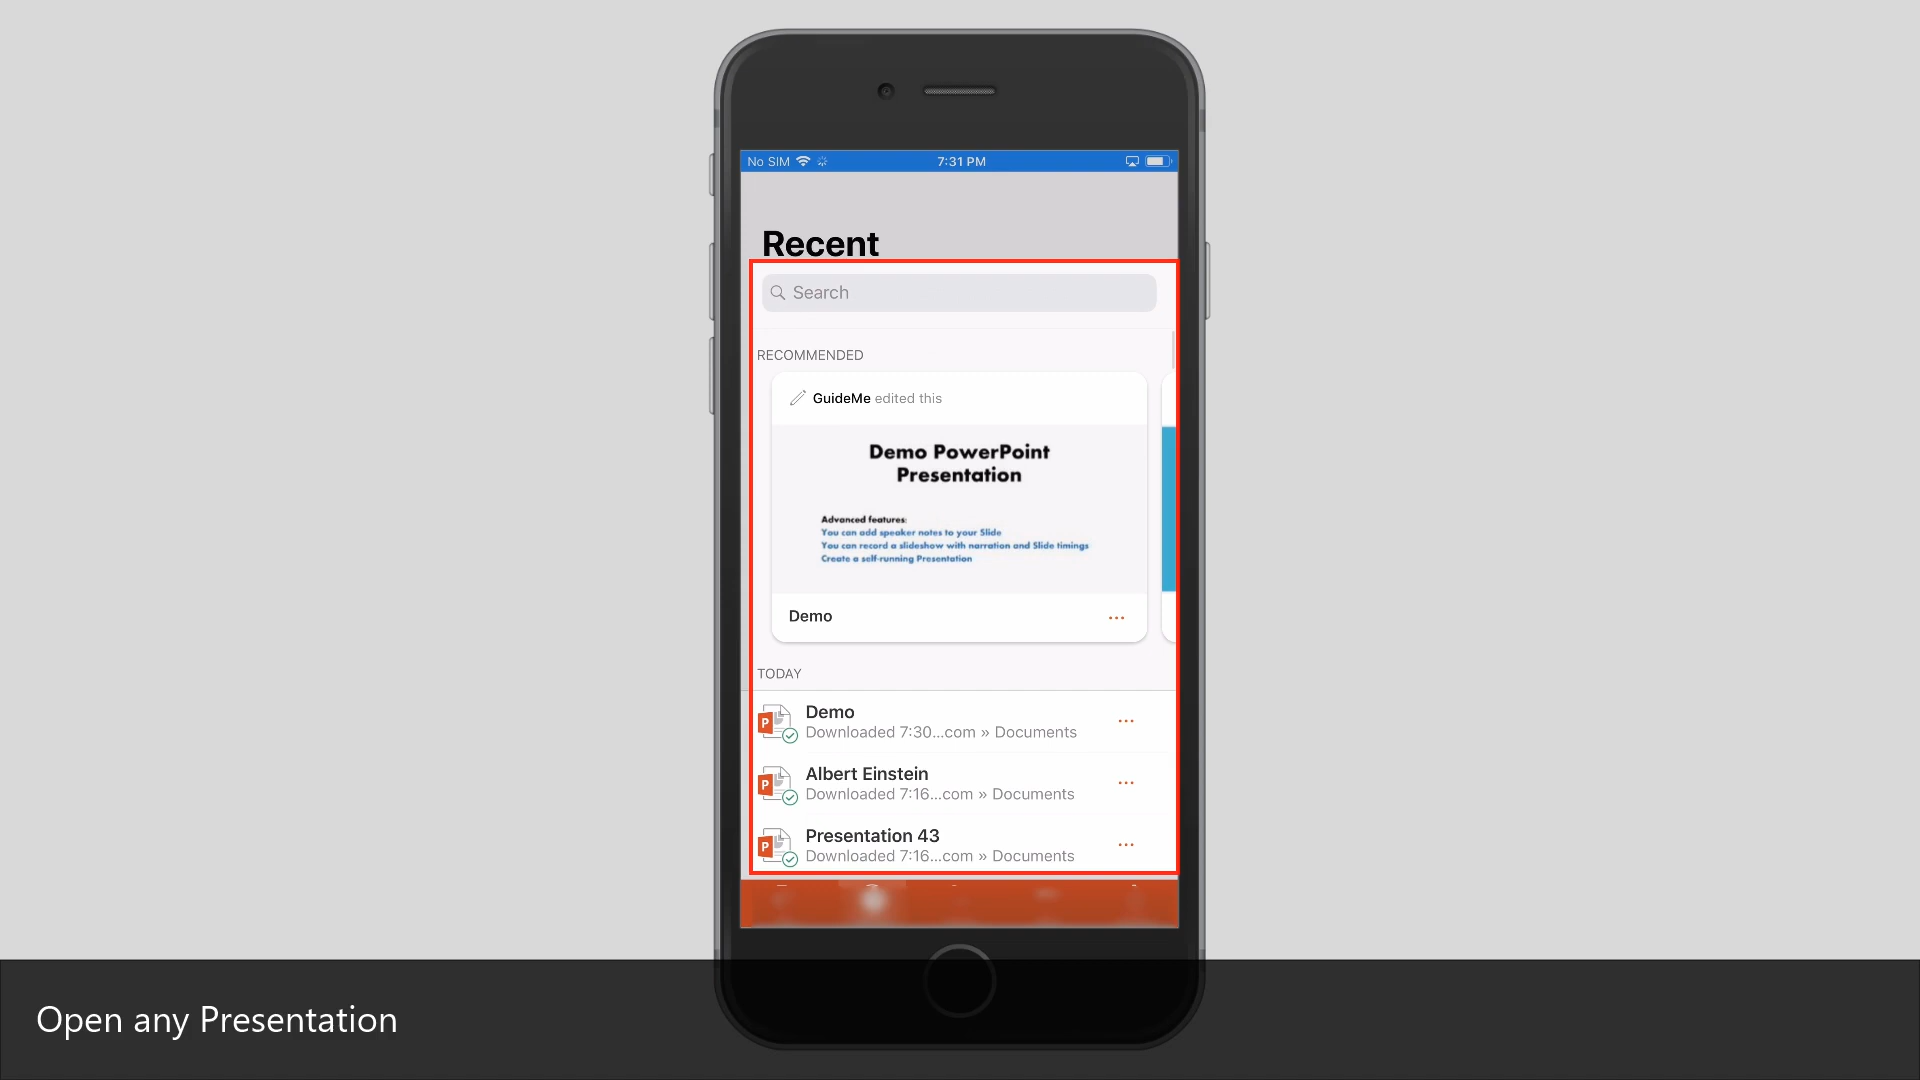 No SIM
7:31 PM
Recent
Search
RECOMMENDED
GuideMe edited this
Demo PowerPoint
Presentation
Advanced features:
You can add speaker notes to your Slide
You can record a slideshow with narration and Slide timings
Create a self-running Presentation
Demo
TODAY
P
Demo
Downloaded 7:30...com » Documents
P
Albert Einstein
Downloaded 7:16...com » Documents
P
Presentation 43
Downloaded 7:16...com » Documents
Open any Presentation